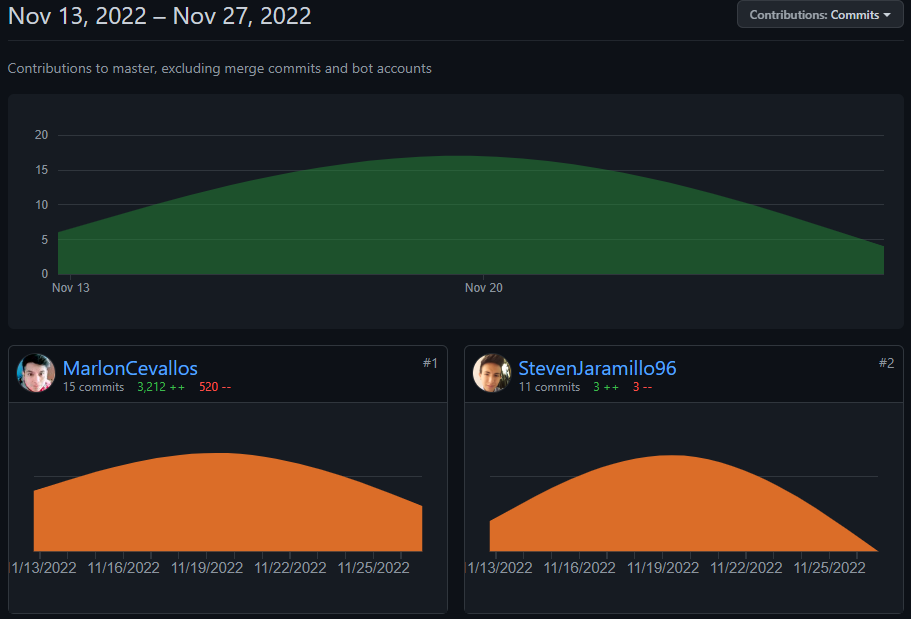 Nov 13, 2022 – Nov 27, 2022
Contributions: Commits
Contributions to master, excluding merge commits and bot accounts
20
15
10
5
0
Nov 13 Nov 20
MarlonCevallos #1
15 commits 3,212 ++ 520 --
1/13/2022 11/16/2022 11/19/2022 11/22/2022 11/25/2022
StevenJaramillo96 #2
11 commits 3 ++ 3 --
1/13/2022 11/16/2022 11/19/2022 11/22/2022 11/25/2022